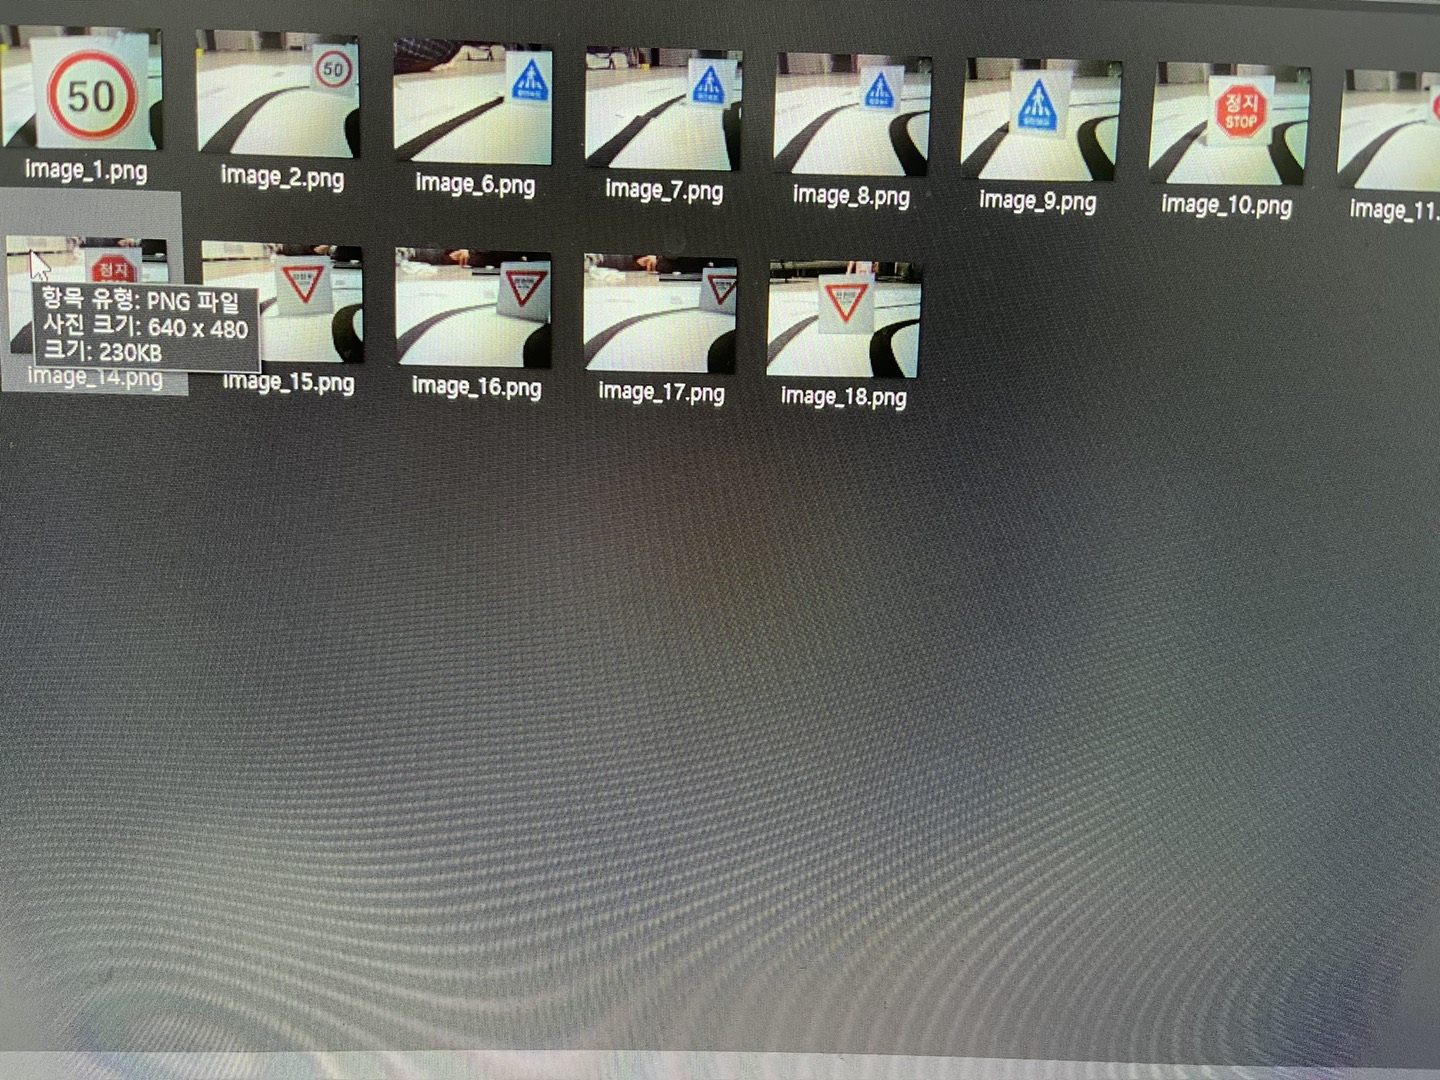 50
50
정지
STOP
image_1.png
image_2.png
image_6.png
image_7.png
image_8.png
image_9.png
image_10.png
image_11.
정지
항목 유형: PNG 파일
사진 크기: 640 x 480
크기: 230KB
image_14.png
image_15.png
image_16.png
image_17.png
image_18.png